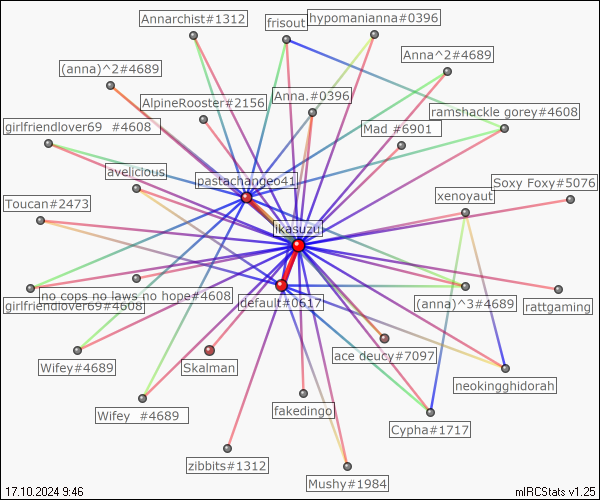 Annarchist#1312
frisout
hypomanianna#0396
Anna^2#4689
(anna)^2#4689
AlpineRooster#2156
Anna.#0396
ramshackle gorey#4608
girlfriendlover69 #4608
Mad #6901
avelicious
pastachangeo41
Soxy Foxy#5076
xenoyaut
Toucan#2473
ikasuzu
no cops no laws no hope#4608
girlfriendlover69#4608
default#0617
(anna)^3#4689
rattgaming
Wifey#4689
Skalman
ace deucy#7097
neokingghidorah
Wifey #4689
fakedingo
Cypha#1717
zibbits#1312
Mushy#1984
17.10.2024 9:46
mIRCStats v1.25